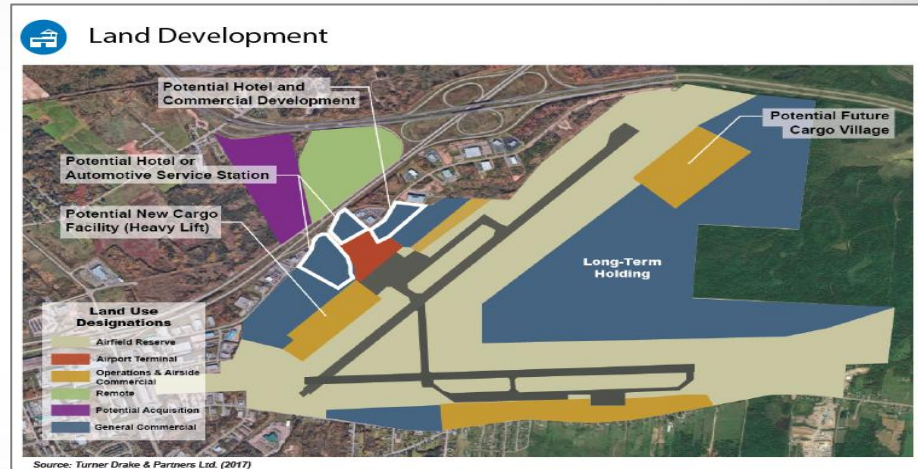 Land Development
Potential Hotel and
Commercial Development
Potential Future
Cargo Village
Potential Hotel or
Automotive Service Station
Potential New Cargo
Facility (Heavy Lift)
Long-Term
Holding
Land Use
Designations
Airfield Reserve
Airport Terminal
Operations & Airside
Commercial
Remote
Potential Acquisition
General Commercial
Source: Turner Drake & Partners Ltd. (2017)